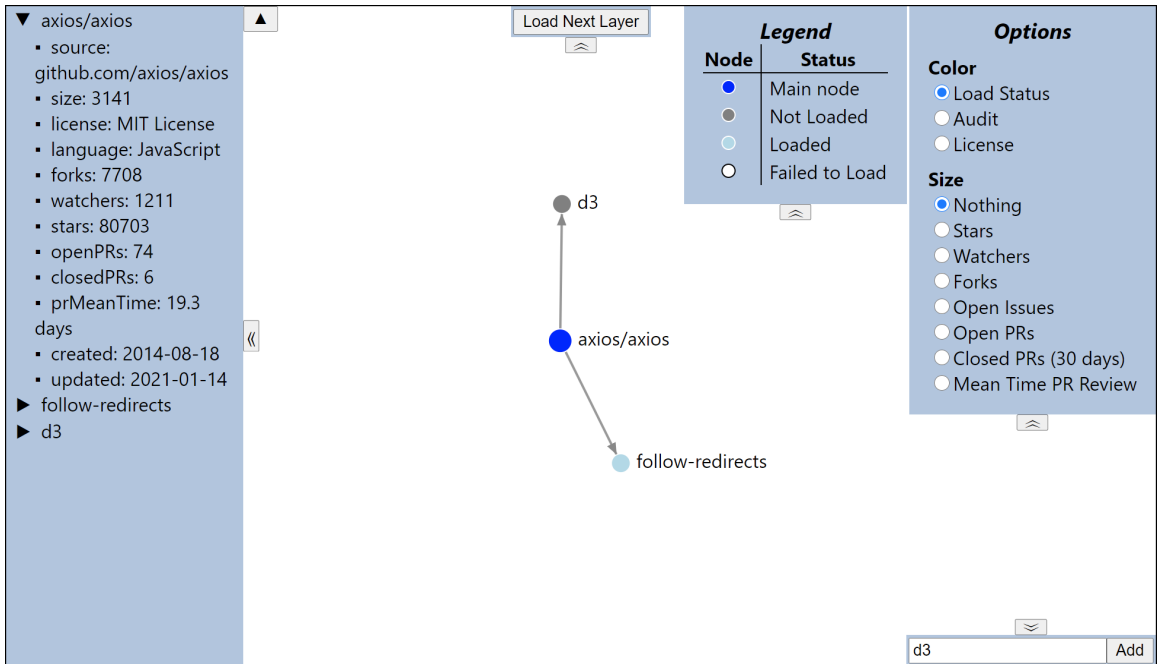 ▼ axios/axios
▪ source:
github.com/axios/axios
▪ size: 3141
▪ license: MIT License
▪ language: JavaScript
▪ forks: 7708
▪ watchers: 1211
▪ stars: 80703
▪ openPRs: 74
▪ closedPRs: 6
▪ prMeanTime: 19.3
days
▪ created: 2014-08-18
▪ updated: 2021-01-14
▶ follow-redirects
▶ d3
▲
Load Next Layer
d3
axios/axios
follow-redirects
Legend
Node Status
Main node
Not Loaded
Loaded
Failed to Load
Options
Color
Load Status
Audit
License
Size
Nothing
Stars
Watchers
Forks
Open Issues
Open PRs
Closed PRs (30 days)
Mean Time PR Review
d3 Add